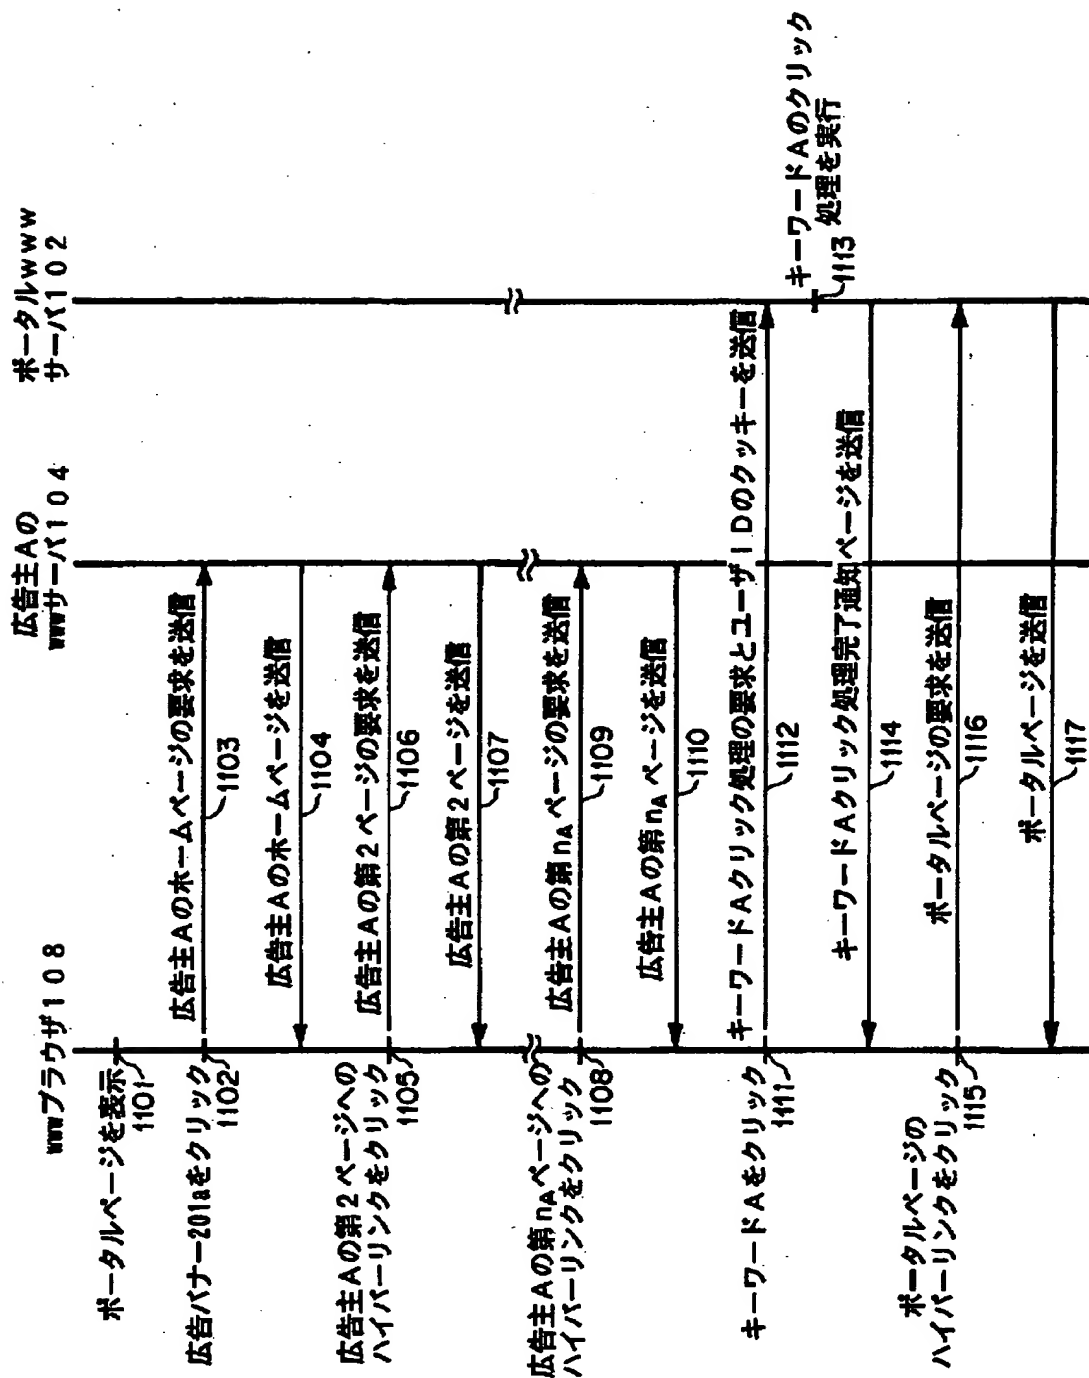 wwwブラウザ108
広告主Aの
wwwサーバ104
ポータルwww
サーバ102
ポータルページを表示
1101
広告バナー201aをクリック
1102
広告主Aのホームページの要求を送信
1103
広告主Aのホームページを送信
1104
広告主Aの第2ページへの
ハイパーリンクをクリック
1105
広告主Aの第2ページの要求を送信
1106
広告主Aの第2ページを送信
1107
広告主Aの第nAページへの
ハイパーリンクをクリック
1108
広告主Aの第nAページの要求を送信
1109
広告主Aの第nAページを送信
1110
キーワードAをクリック
1111
キーワードAクリック処理の要求とユーザIDのクッキーを送信
1112
キーワードAのクリック
処理を実行
1113
キーワードAクリック処理完了通知ページを送信
1114
ポータルページの
ハイパーリンクをクリック
1115
ポータルページの要求を送信
1116
ポータルページを送信
1117